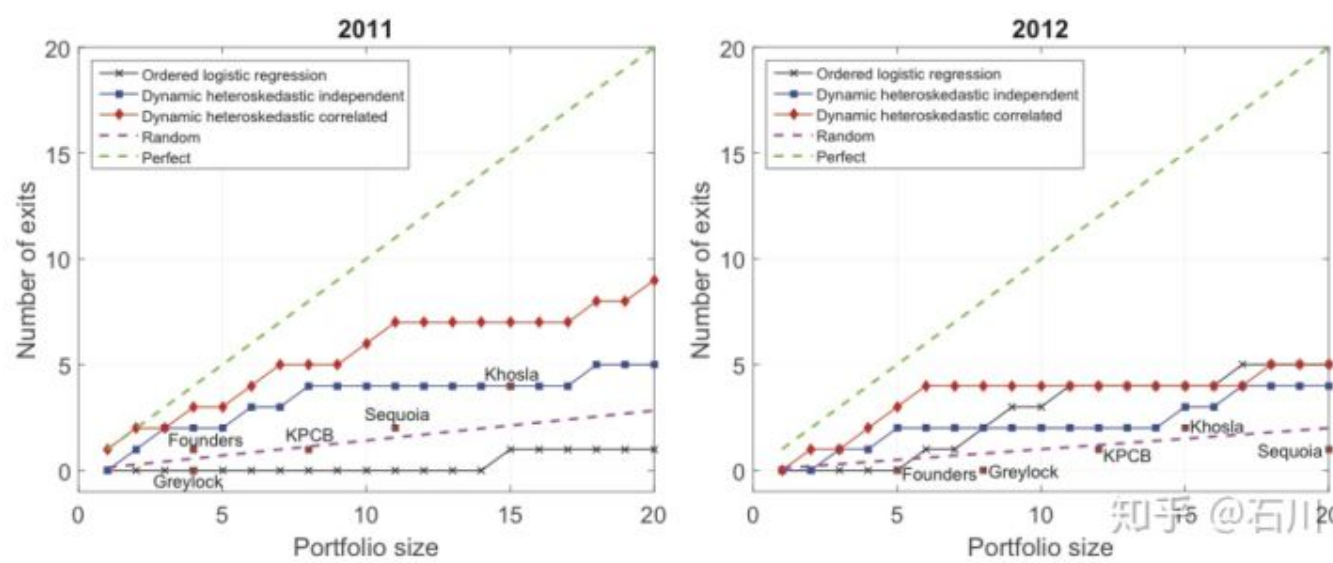 2011
20
15
10
5
0
Number of exits
Ordered logistic regression
Dynamic heteroskedastic independent
Dynamic heteroskedastic correlated
Random
Perfect
Khosla
Sequoia
KPCB
Founders
Greylock
0 5 10 15 20
Portfolio size
2012
20
15
10
5
0
Number of exits
Ordered logistic regression
Dynamic heteroskedastic independent
Dynamic heteroskedastic correlated
Random
Perfect
Khosla
Sequoia
KPCB
Founders
Greylock
0 5 10 15 20
Portfolio size
知乎 @石川